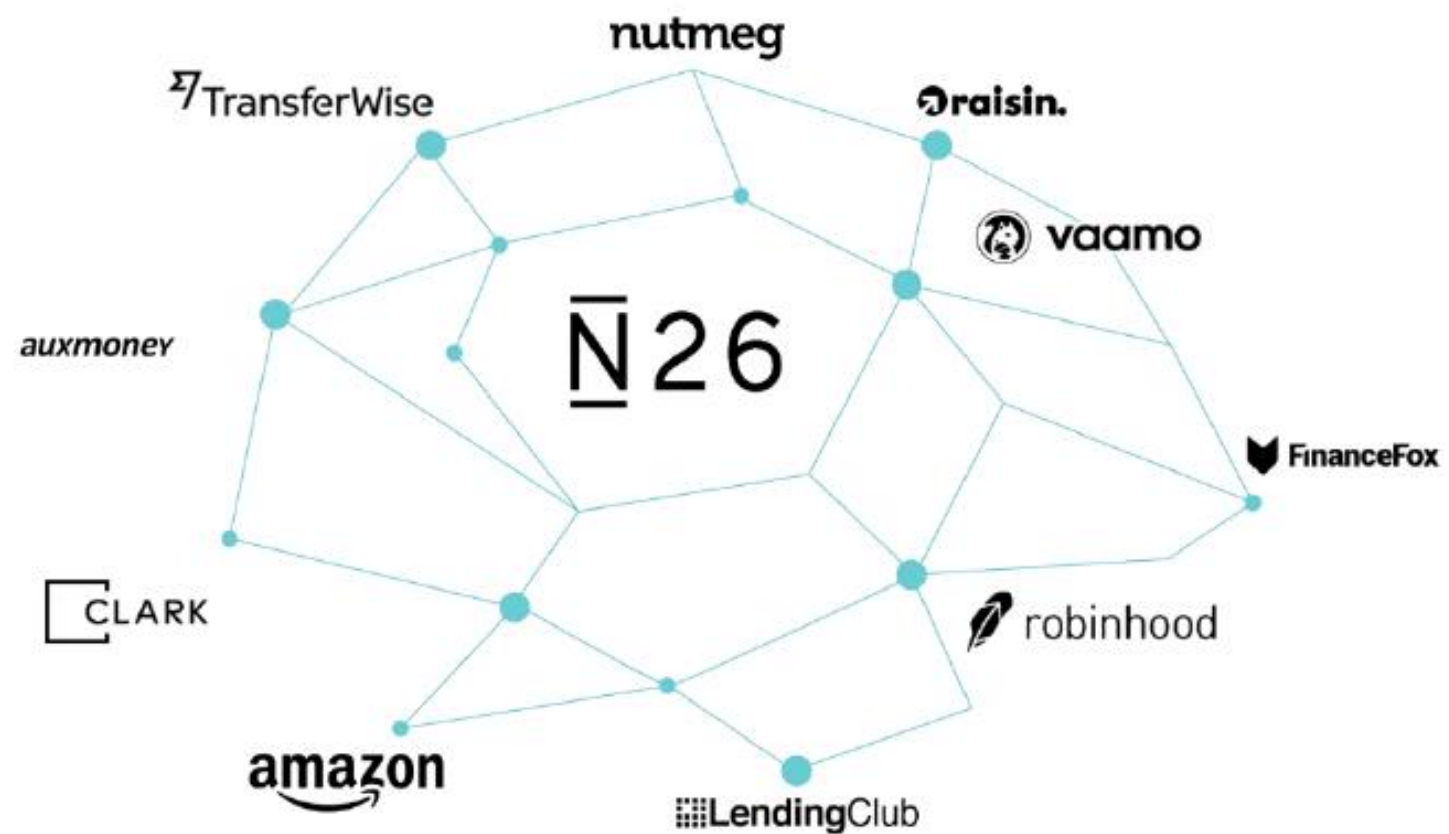 nutmeg
TransferWise
raisin.
vaamo
N26
auxmoney
FinanceFox
CLARK
robinhood
amazon
LendingClub